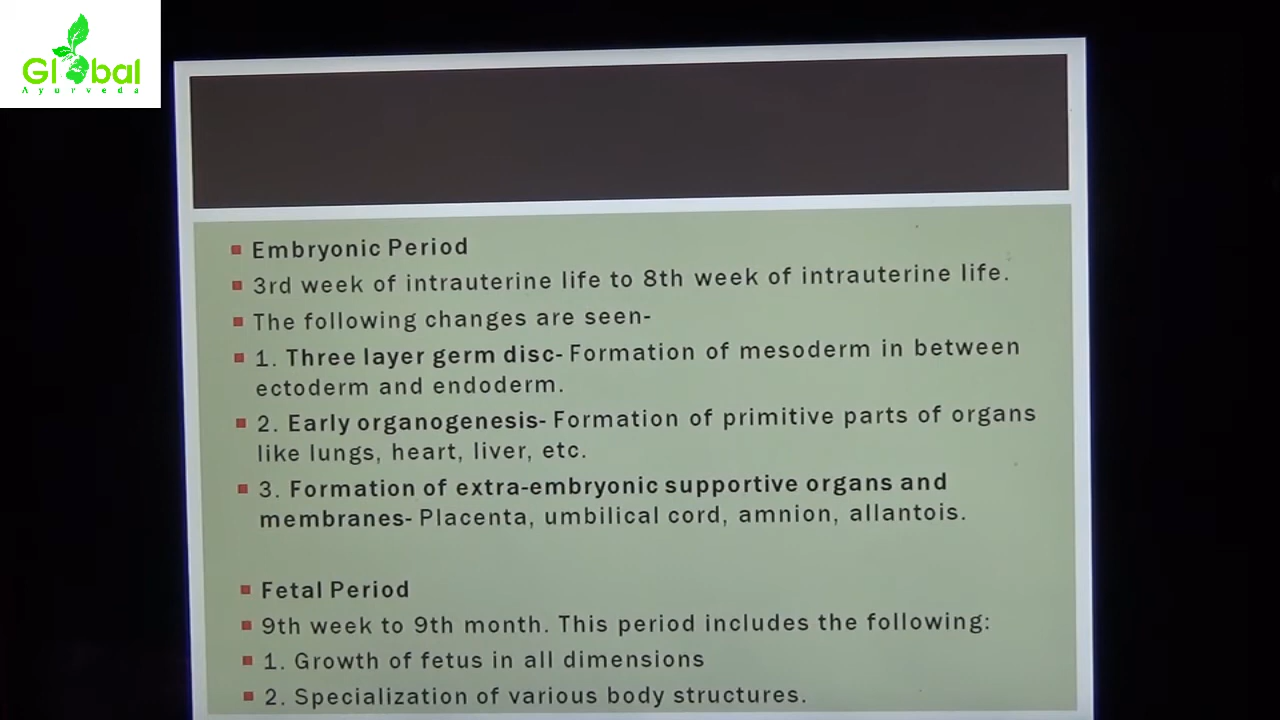 Global
Ayurveda
Embryonic Period
3rd week of intrauterine life to 8th week of intrauterine life.
The following changes are seen-
1. Three layer germ disc- Formation of mesoderm in between
ectoderm and endoderm.
2. Early organogenesis- Formation of primitive parts of organs
like lungs, heart, liver, etc.
3. Formation of extra-embryonic supportive organs and
membranes- Placenta, umbilical cord, amnion, allantois.
Fetal Period
9th week to 9th month. This period includes the following:
1. Growth of fetus in all dimensions
2. Specialization of various body structures.